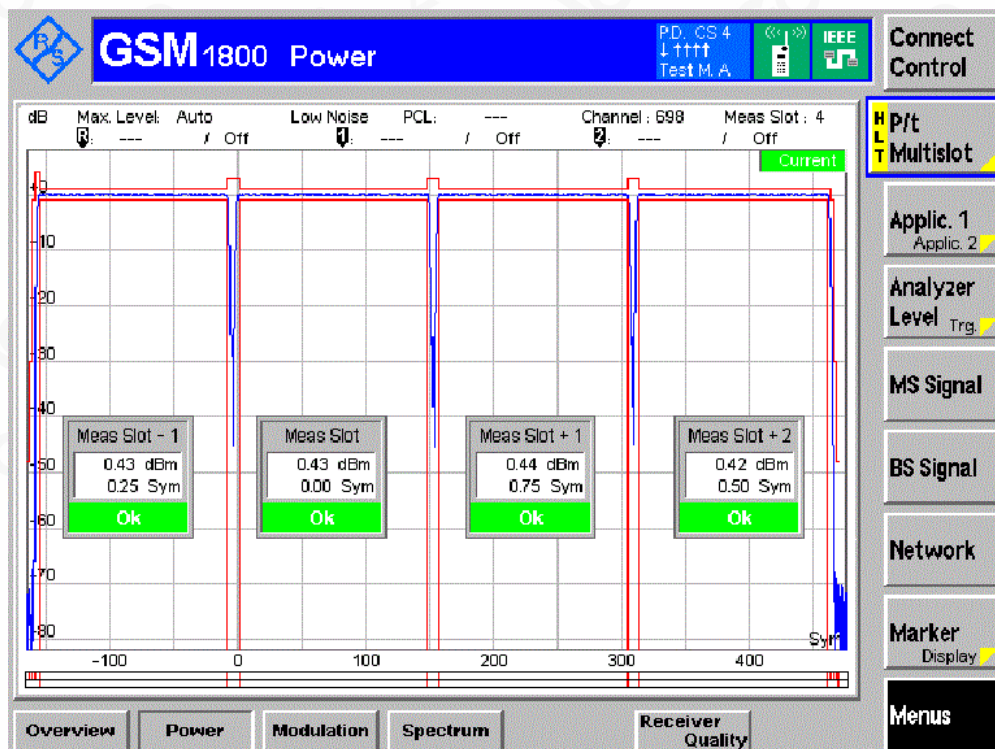 R/S
GSM 1800 Power
P.D. CS 4
↓↑↑↑↑
Test M. A
IEEE
Connect
Control
dB Max. Level: Auto Low Noise PCL: --- Channel : 698 Meas Slot : 4
R: --- / Off 1: --- / Off 2: --- / Off
Current
HLT
P/t
Multislot
Applic. 1
Applic. 2
Analyzer
Level Trg.
MS Signal
BS Signal
Network
Marker
Display
Menus
+0
-10
-20
-30
-40
-50
-60
-70
-80
Meas Slot - 1
0.43 dBm
0.25 Sym
Ok
Meas Slot
0.43 dBm
0.00 Sym
Ok
Meas Slot + 1
0.44 dBm
0.75 Sym
Ok
Meas Slot + 2
0.42 dBm
0.50 Sym
Ok
Sym
-100 0 100 200 300 400
Overview Power Modulation Spectrum Receiver Quality